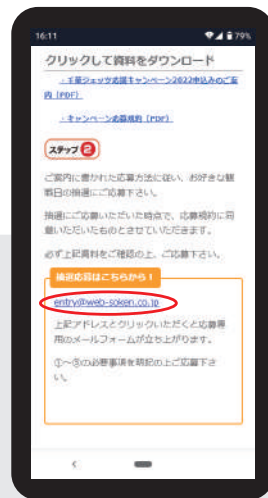 16:11
79%
クリックして資料をダウンロード
・千葉ジェッツ応援キャンペーン2022申込みのご案
内 (PDF)
・キャンペーン応募規約 (PDF)
ステップ2
ご案内に書かれた応募方法に従い、お好きな観
戦日の抽選にご応募下さい。
抽選にご応募いただいた時点で、応募規約に同
意いただいたものとさせていただきます。
必ず上記資料をご確認の上、ご応募下さい。
抽選応募はこちらから!
entry@web-soken.co.jp
上記アドレスとクリックいただくと応募専
用のメールフォームが立ち上がります。
①〜⑤の必要事項を明記の上ご応募下さ
い。